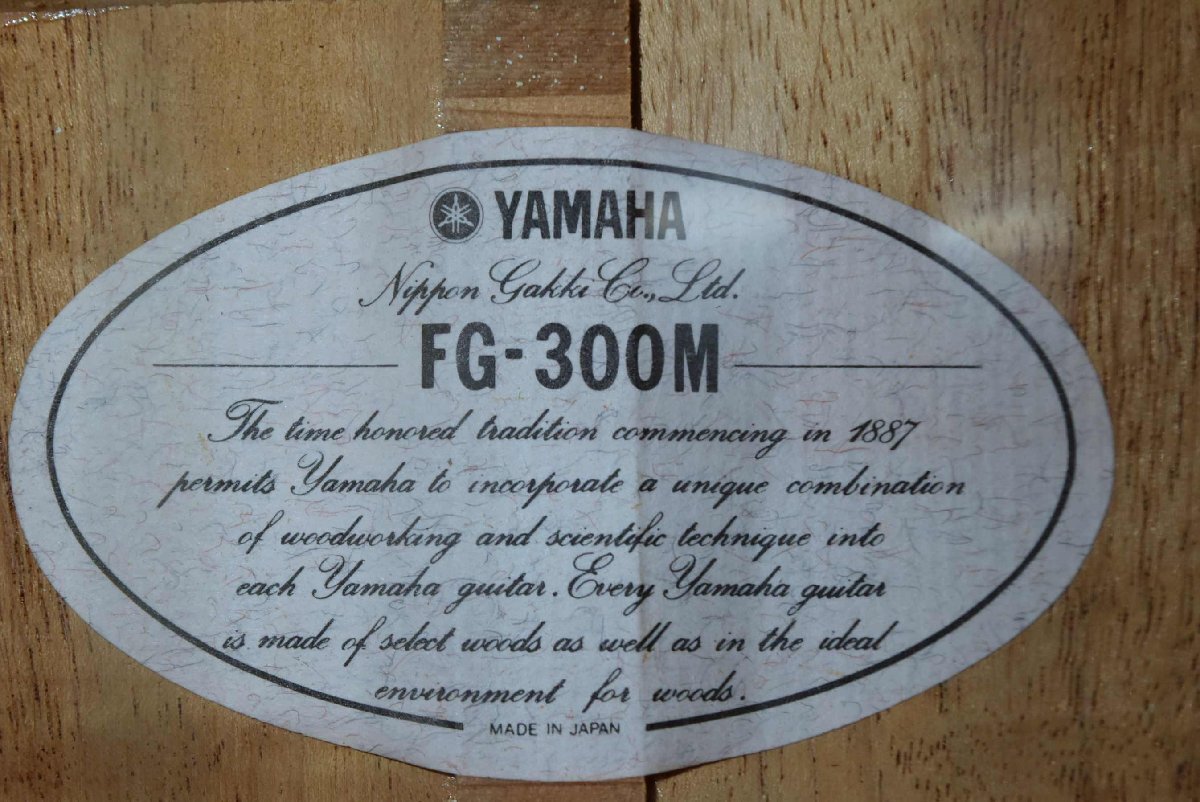 YAMAHA
Nippon Gakki Co., Ltd.
FG-300M
The time honored tradition commencing in 1887
permits Yamaha to incorporate a unique combination
of woodworking and scientific technique into
each Yamaha guitar. Every Yamaha guitar
is made of select woods as well as in the ideal
environment for woods.
MADE IN JAPAN